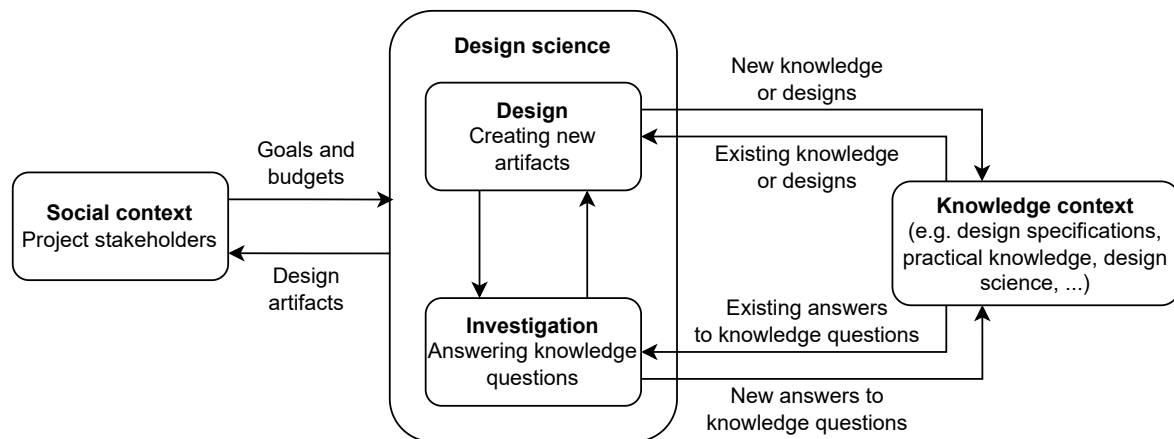 Design science
Design
Creating new
artifacts
New knowledge
or designs
Existing knowledge
or designs
Goals and
budgets
Social context
Project stakeholders
Design
artifacts
Knowledge context
(e.g. design specifications,
practical knowledge, design
science, ...)
Investigation
Answering knowledge
questions
Existing answers
to knowledge questions
New answers to
knowledge questions